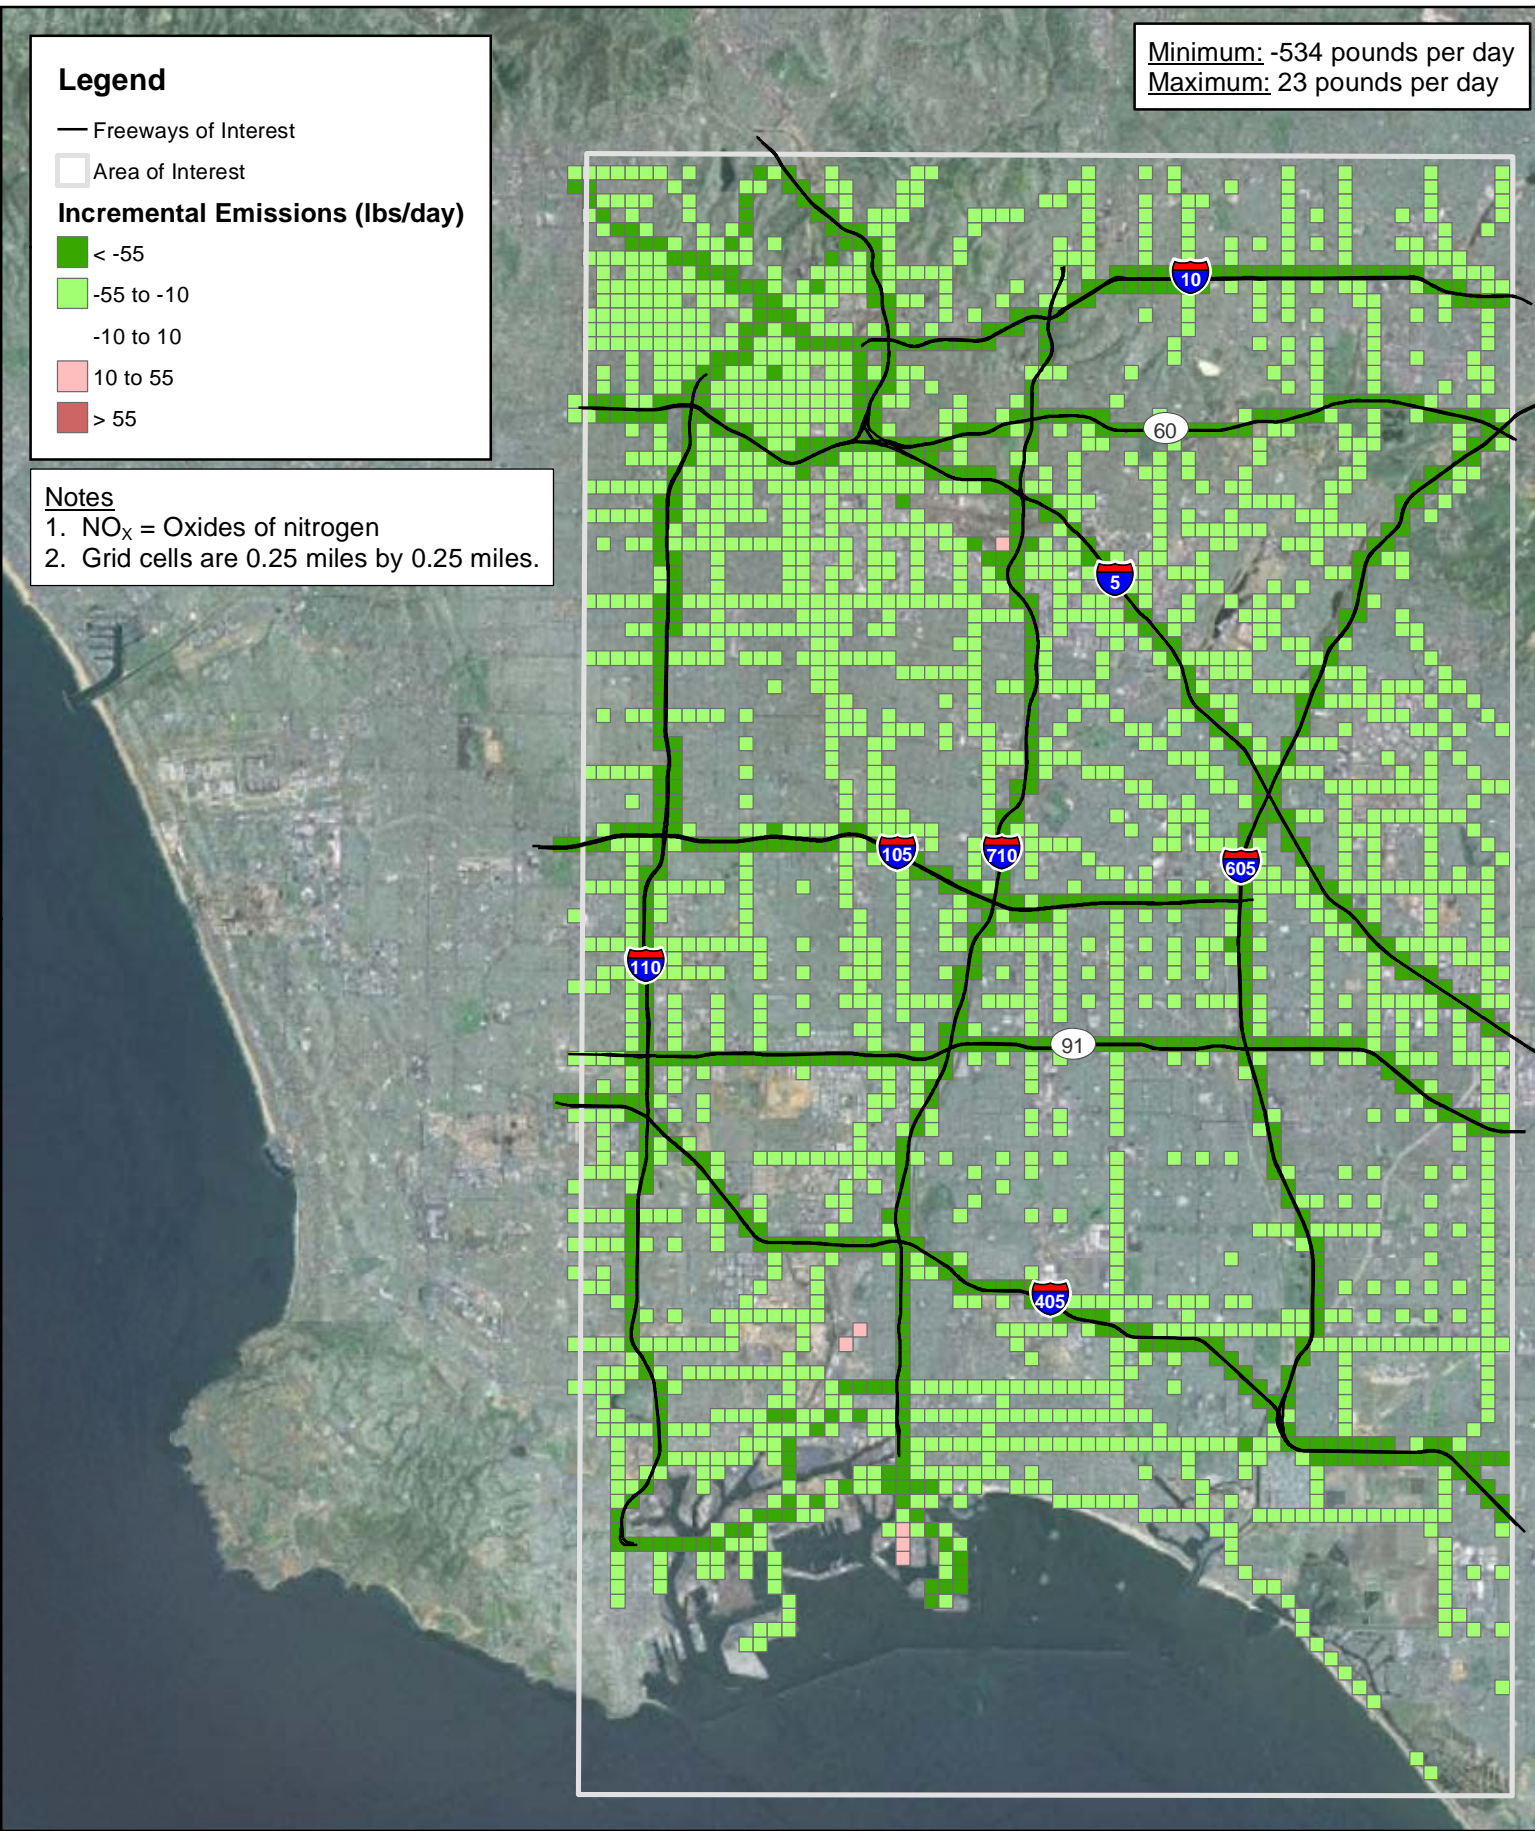 Legend
Freeways of Interest
Area of Interest
Incremental Emissions (lbs/day)
< -55
-55 to -10
-10 to 10
10 to 55
> 55
Notes
1. NOX = Oxides of nitrogen
2. Grid cells are 0.25 miles by 0.25 miles.
Minimum: -534 pounds per day
Maximum: 23 pounds per day
10
60
5
105
710
605
110
91
405